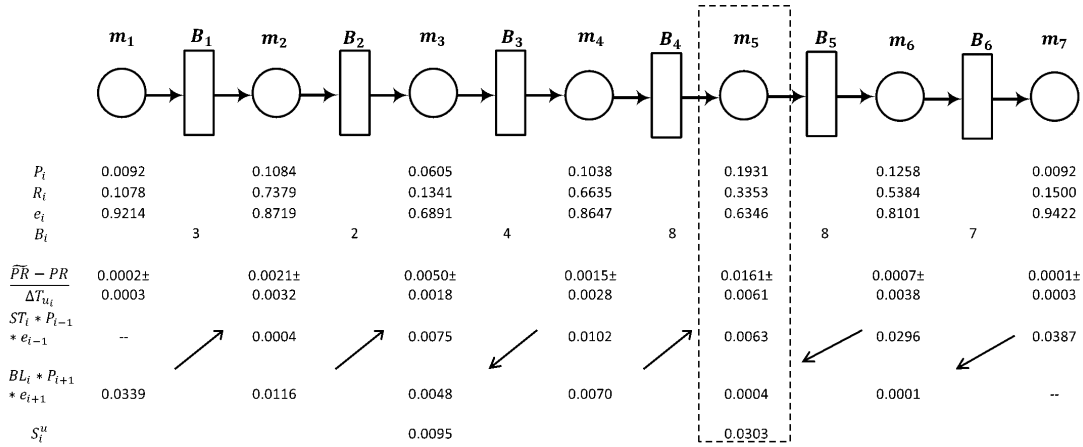 m₁ B₁ m₂ B₂ m₃ B₃ m₄ B₄ m₅ B₅ m₆ B₆ m₇
Pᵢ 0.0092 0.1084 0.0605 0.1038 0.1931 0.1258 0.0092
Rᵢ 0.1078 0.7379 0.1341 0.6635 0.3353 0.5384 0.1500
eᵢ 0.9214 0.8719 0.6891 0.8647 0.6346 0.8101 0.9422
Bᵢ 3 2 4 8 8 7
P͂R − PR 0.0002± 0.0021± 0.0050± 0.0015± 0.0161± 0.0007± 0.0001±
ΔT_{uᵢ} 0.0003 0.0032 0.0018 0.0028 0.0061 0.0038 0.0003
STᵢ * Pᵢ₋₁
* eᵢ₋₁ -- 0.0004 0.0075 0.0102 0.0063 0.0296 0.0387
BLᵢ * Pᵢ₊₁
* eᵢ₊₁ 0.0339 0.0116 0.0048 0.0070 0.0004 0.0001 --
Sᵢᵘ 0.0095 0.0303